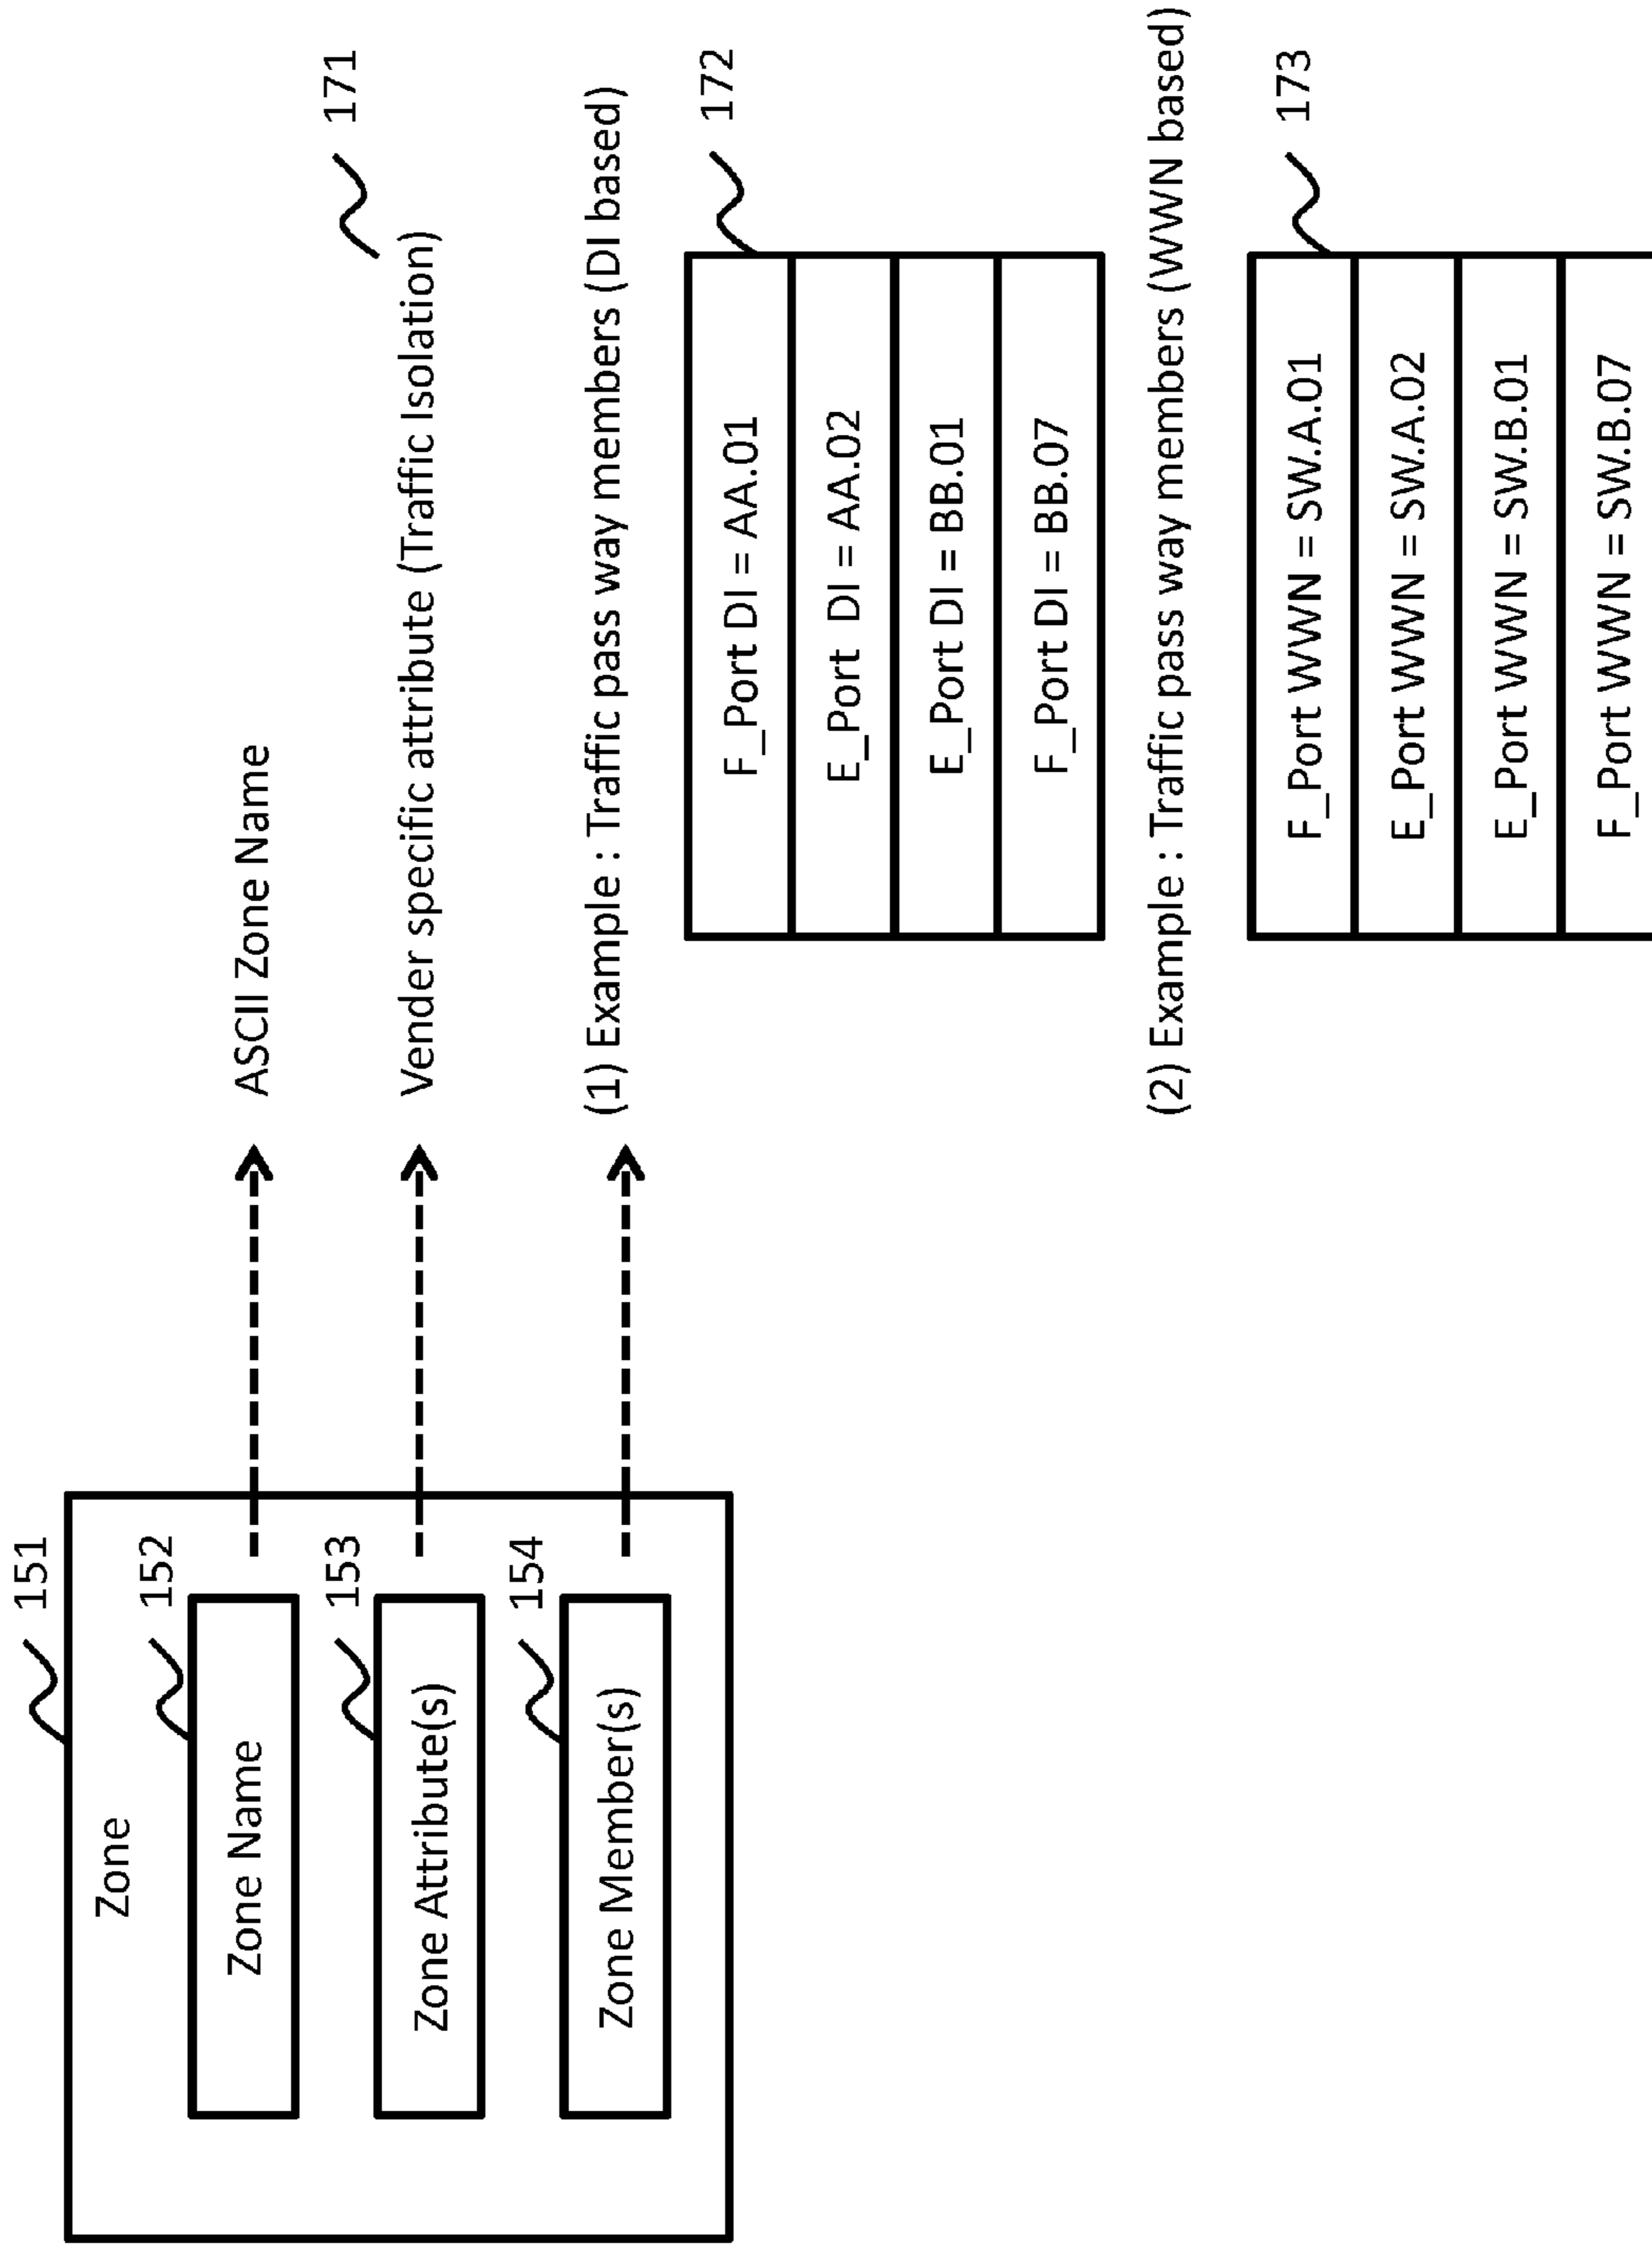 151
Zone
152
Zone Name
153
Zone Attribute(s)
154
Zone Member(s)
ASCII Zone Name
171
Vender specific attribute (Traffic Isolation)
(1) Example : Traffic pass way members (DI based)
172
F_Port DI = AA.01
E_Port DI = AA.02
E_Port DI = BB.01
F_Port DI = BB.07
(2) Example : Traffic pass way members (WWN based)
173
F_Port WWN = SW.A.01
E_Port WWN = SW.A.02
E_Port WWN = SW.B.01
F_Port WWN = SW.B.07